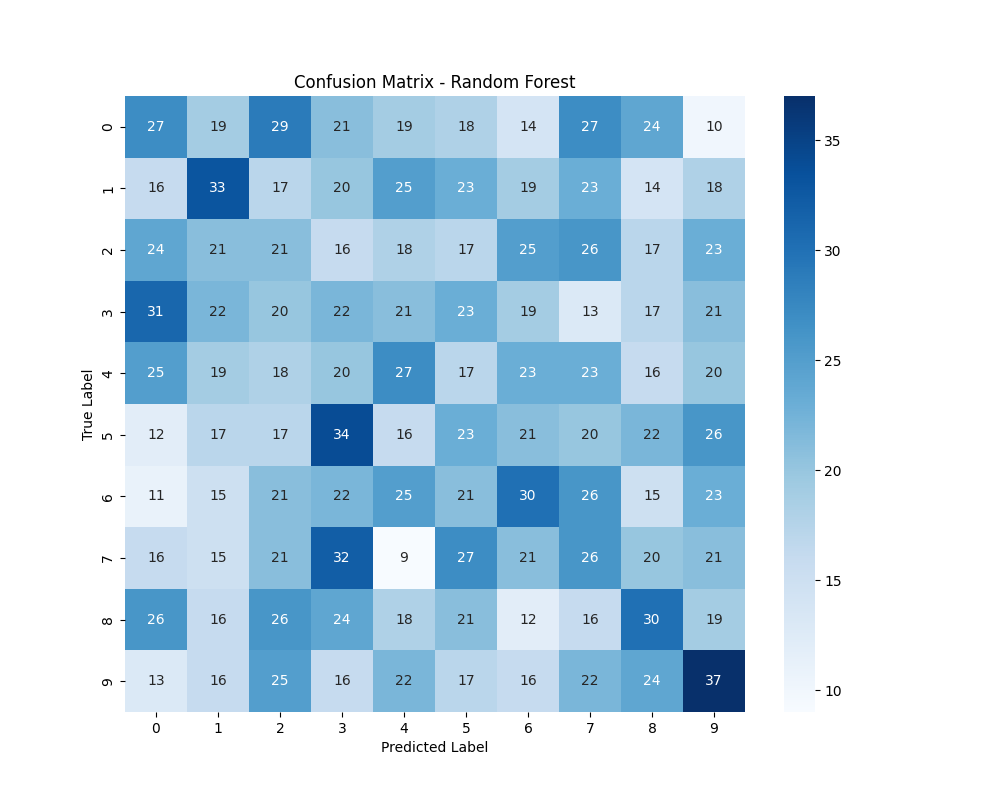 Confusion Matrix - Random Forest
0 27 19 29 21 19 18 14 27 24 10
1 16 33 17 20 25 23 19 23 14 18
2 24 21 21 16 18 17 25 26 17 23
3 31 22 20 22 21 23 19 13 17 21
4 25 19 18 20 27 17 23 23 16 20
5 12 17 17 34 16 23 21 20 22 26
6 11 15 21 22 25 21 30 26 15 23
7 16 15 21 32 9 27 21 26 20 21
8 26 16 26 24 18 21 12 16 30 19
9 13 16 25 16 22 17 16 22 24 37
0 1 2 3 4 5 6 7 8 9
Predicted Label
True Label
35
30
25
20
15
10